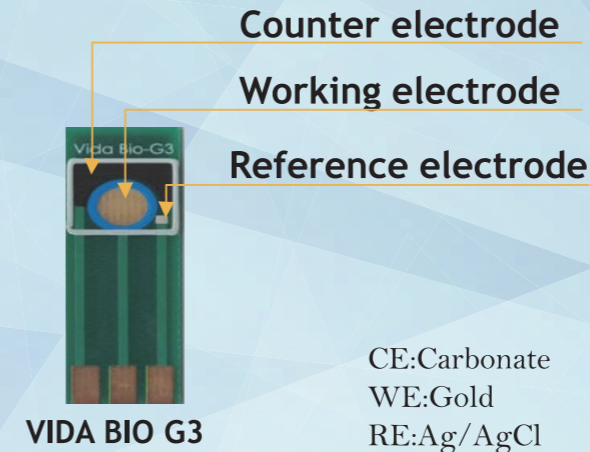 Counter electrode
Working electrode
Vida Bio-G3
Reference electrode
CE:Carbonate
WE:Gold
VIDA BIO G3
RE:Ag/AgCl